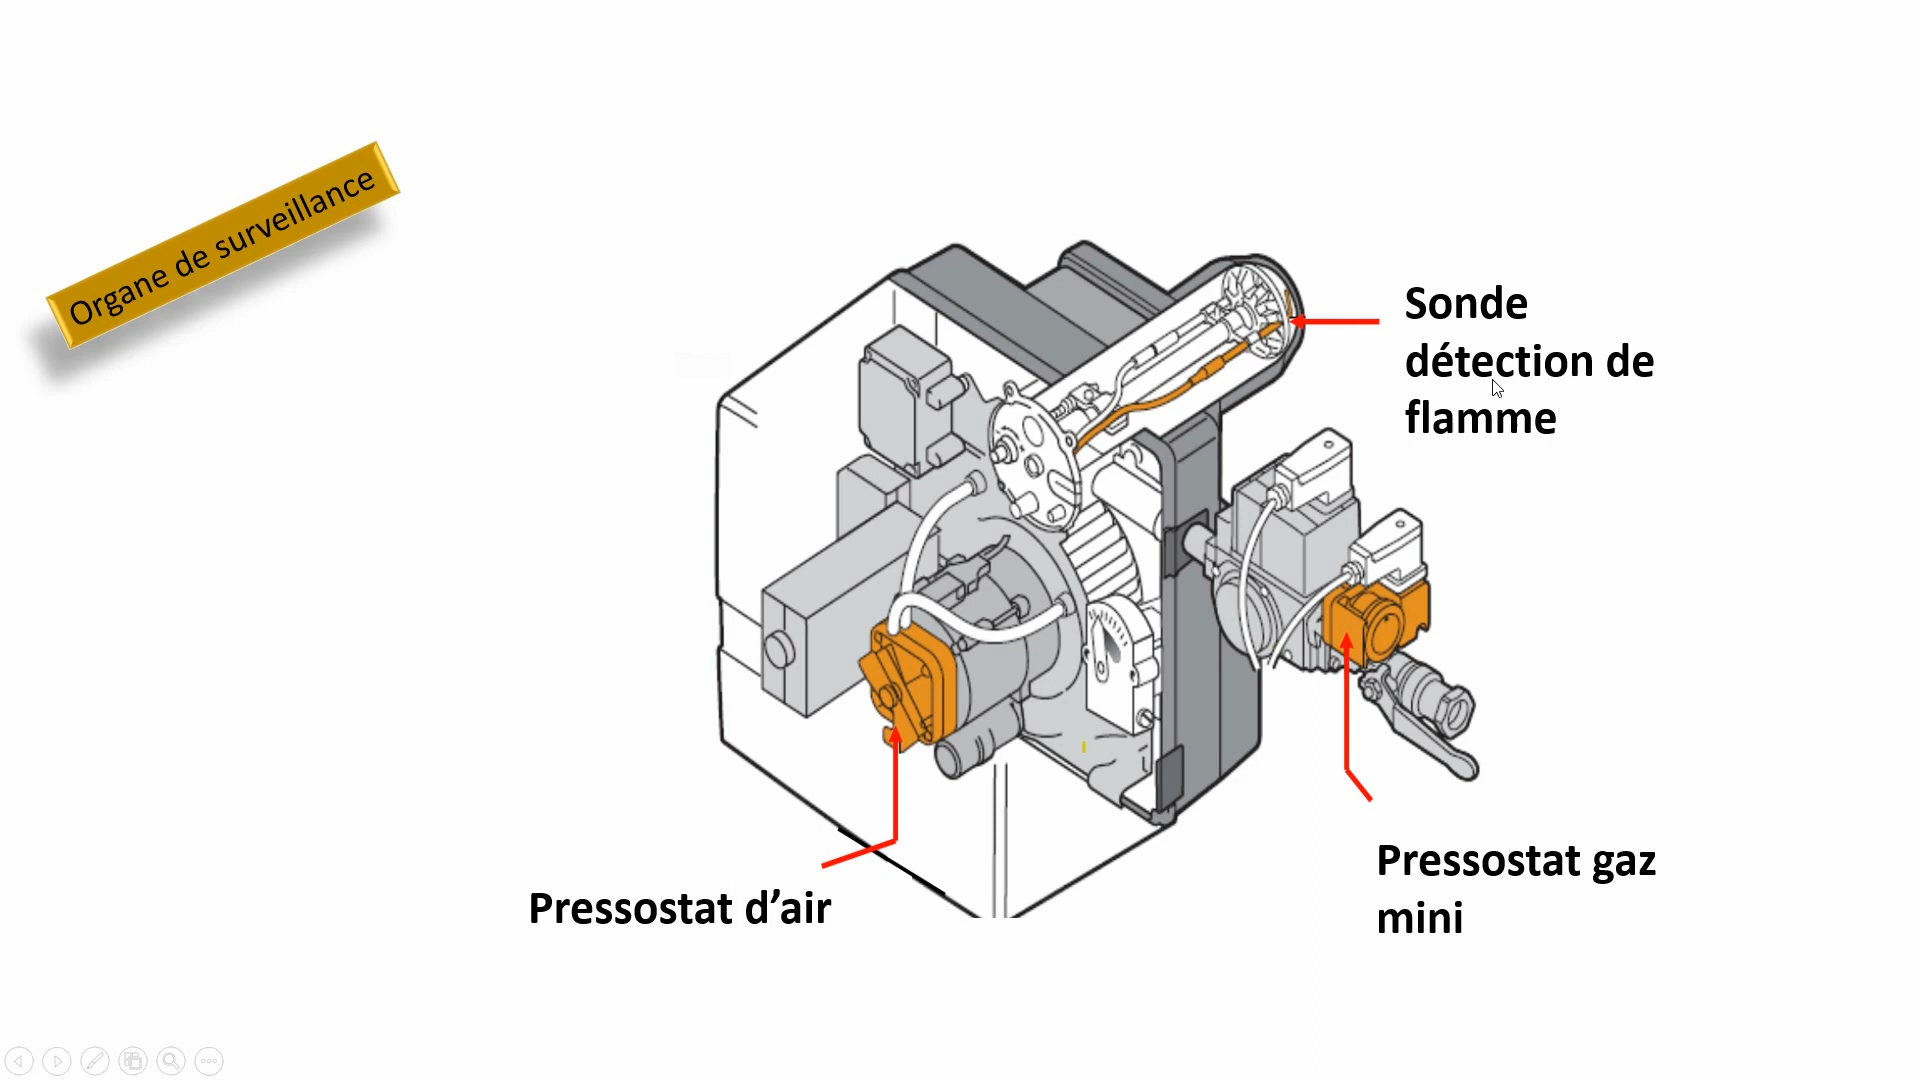 Organe de surveillance
Sonde
détection de
flamme
Pressostat d’air
Pressostat gaz
mini